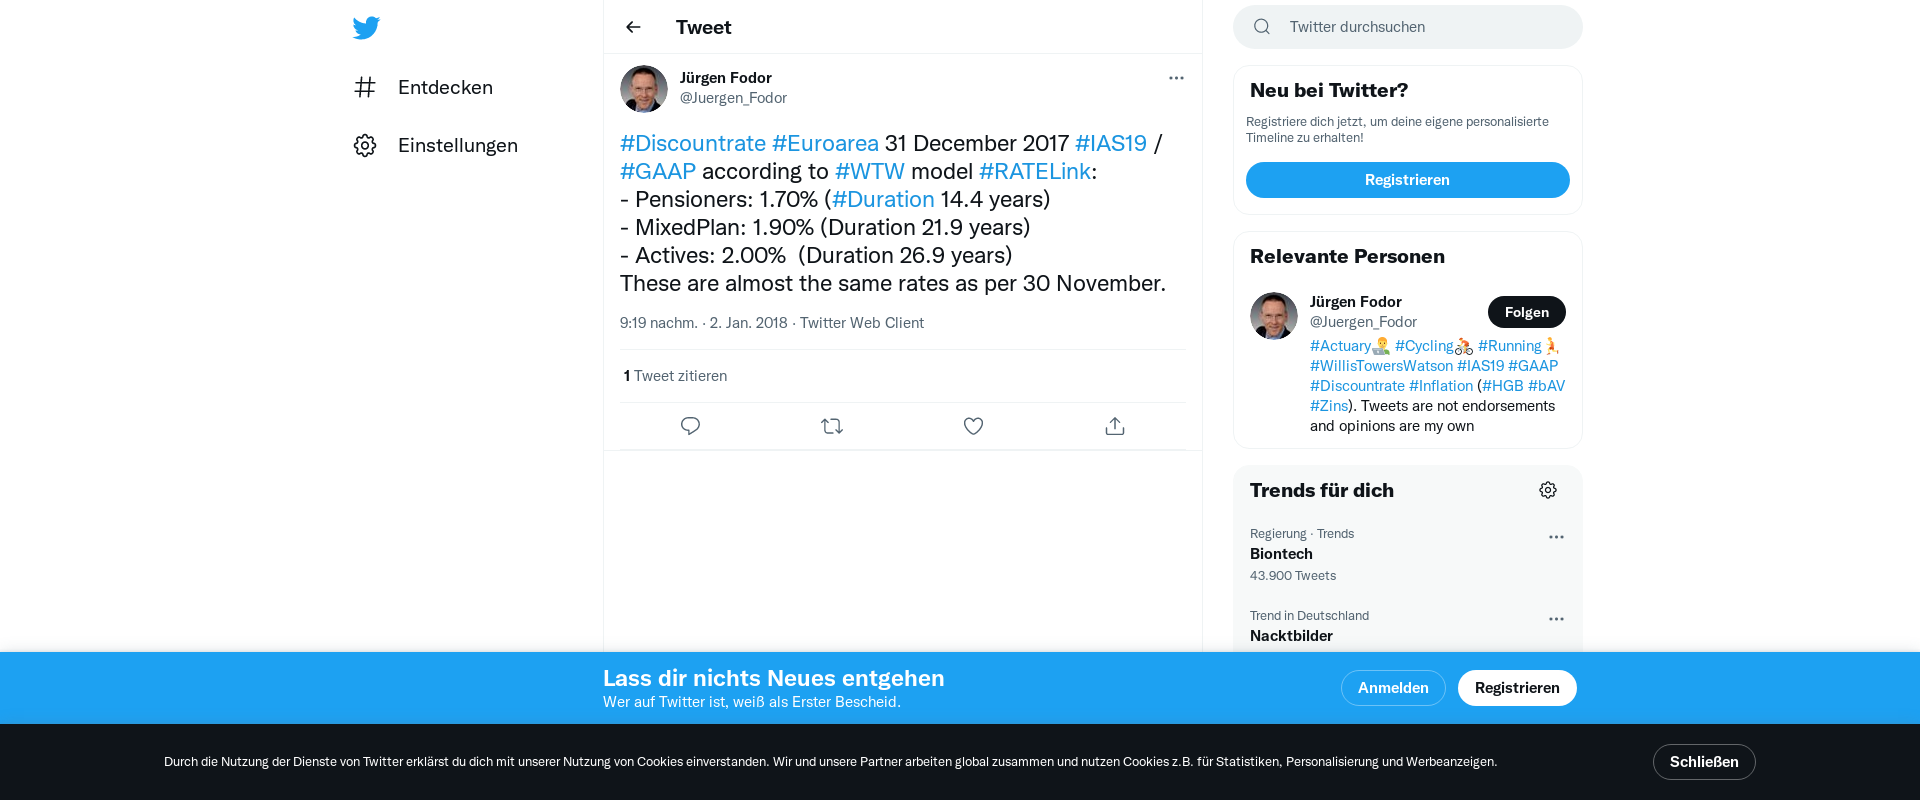 Entdecken
Einstellungen
Tweet
Jürgen Fodor
@Juergen_Fodor
#Discountrate #Euroarea 31 December 2017 #IAS19 /
#GAAP according to #WTW model #RATELink:
- Pensioners: 1.70% (#Duration 14.4 years)
- MixedPlan: 1.90% (Duration 21.9 years)
- Actives: 2.00%  (Duration 26.9 years)
These are almost the same rates as per 30 November.
9:19 nachm. · 2. Jan. 2018 · Twitter Web Client
1 Tweet zitieren
Twitter durchsuchen
Neu bei Twitter?
Registriere dich jetzt, um deine eigene personalisierte
Timeline zu erhalten!
Registrieren
Relevante Personen
Jürgen Fodor
@Juergen_Fodor
Folgen
#Actuary #Cycling #Running
#WillisTowersWatson #IAS19 #GAAP
#Discountrate #Inflation (#HGB #bAV
#Zins). Tweets are not endorsements
and opinions are my own
Trends für dich
Regierung · Trends
Biontech
43.900 Tweets
Trend in Deutschland
Nacktbilder
Lass dir nichts Neues entgehen
Wer auf Twitter ist, weiß als Erster Bescheid.
Anmelden
Registrieren
Durch die Nutzung der Dienste von Twitter erklärst du dich mit unserer Nutzung von Cookies einverstanden. Wir und unsere Partner arbeiten global zusammen und nutzen Cookies z.B. für Statistiken, Personalisierung und Werbeanzeigen.
Schließen